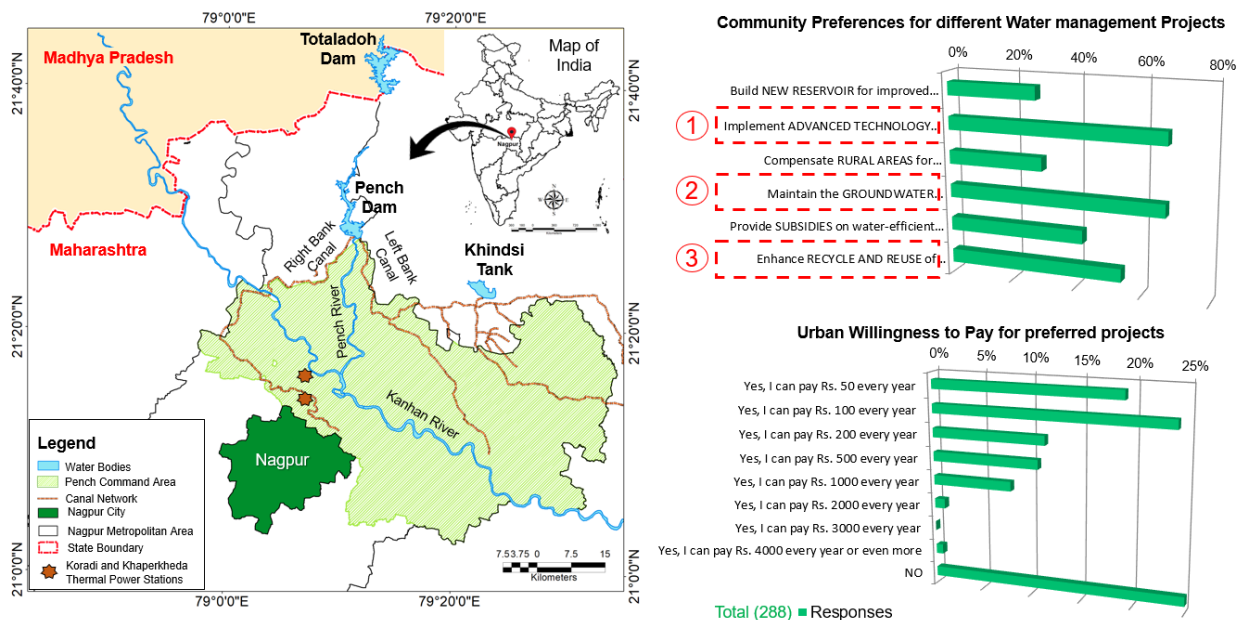 79°0'0"E
79°20'0"E
21°40'0"N
21°20'0"N
21°0'0"N
Madhya Pradesh
Totaladoh
Dam
Map of
India
Nagpur
21°40'0"N
21°20'0"N
21°0'0"N
Pench
Dam
Maharashtra
Right Bank
Canal
Left Bank
Canal
Khindsi
Tank
Pench River
Kanhan River
Nagpur
Legend
Water Bodies
Pench Command Area
Canal Network
Nagpur City
Nagpur Metropolitan Area
State Boundary
Koradi and Khaperkheda
Thermal Power Stations
7.53.75 0 7.5 15
Kilometers
79°0'0"E
79°20'0"E
Community Preferences for different Water management Projects
0% 20% 40% 60% 80%
Build NEW RESERVOIR for improved...
1 Implement ADVANCED TECHNOLOGY...
Compensate RURAL AREAS for...
2 Maintain the GROUNDWATER...
Provide SUBSIDIES on water-efficient...
3 Enhance RECYCLE AND REUSE of...
Urban Willingness to Pay for preferred projects
0% 5% 10% 15% 20% 25%
Yes, I can pay Rs. 50 every year
Yes, I can pay Rs. 100 every year
Yes, I can pay Rs. 200 every year
Yes, I can pay Rs. 500 every year
Yes, I can pay Rs. 1000 every year
Yes, I can pay Rs. 2000 every year
Yes, I can pay Rs. 3000 every year
Yes, I can pay Rs. 4000 every year or even more
NO
Total (288) Responses